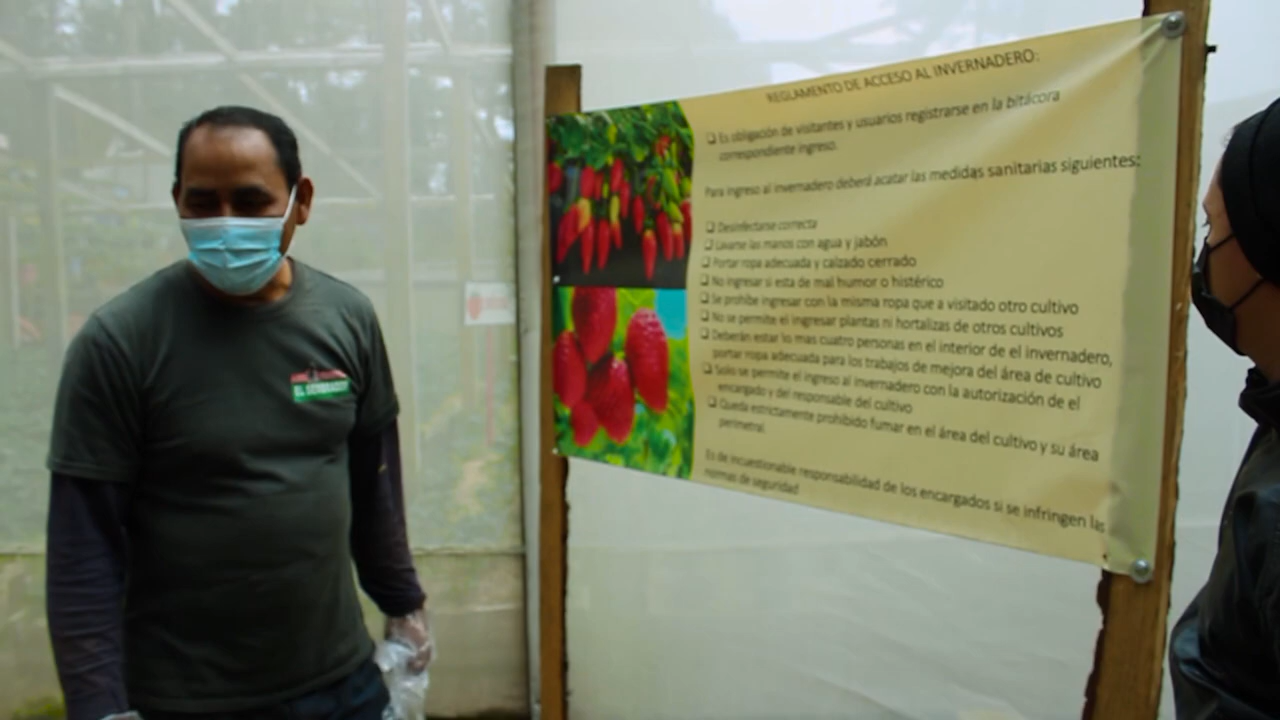 REGLAMENTO DE ACCESO AL INVERNADERO:
❑ Es obligación de visitantes y usuarios registrarse en la bitácora
correspondiente ingreso.
Para ingreso al invernadero deberá acatar las medidas sanitarias siguientes:
❑ Desinfectarse correcta
❑ Lavarse las manos con agua y jabón
❑ Portar ropa adecuada y calzado cerrado
❑ No ingresar si esta de mal humor o histérico
❑ Se prohíbe ingresar con la misma ropa que a visitado otro cultivo
❑ No se permite el ingresar plantas ni hortalizas de otros cultivos
❑ Deberán estar lo mas cuatro personas en el interior de el invernadero,
portar ropa adecuada para los trabajos de mejora del área de cultivo
❑ Solo se permite el ingreso al invernadero con la autorización de el
encargado y del responsable del cultivo
❑ Queda estrictamente prohibido fumar en el área del cultivo y su área
perimetral.
Es de incuestionable responsabilidad de los encargados si se infringen las
normas de seguridad